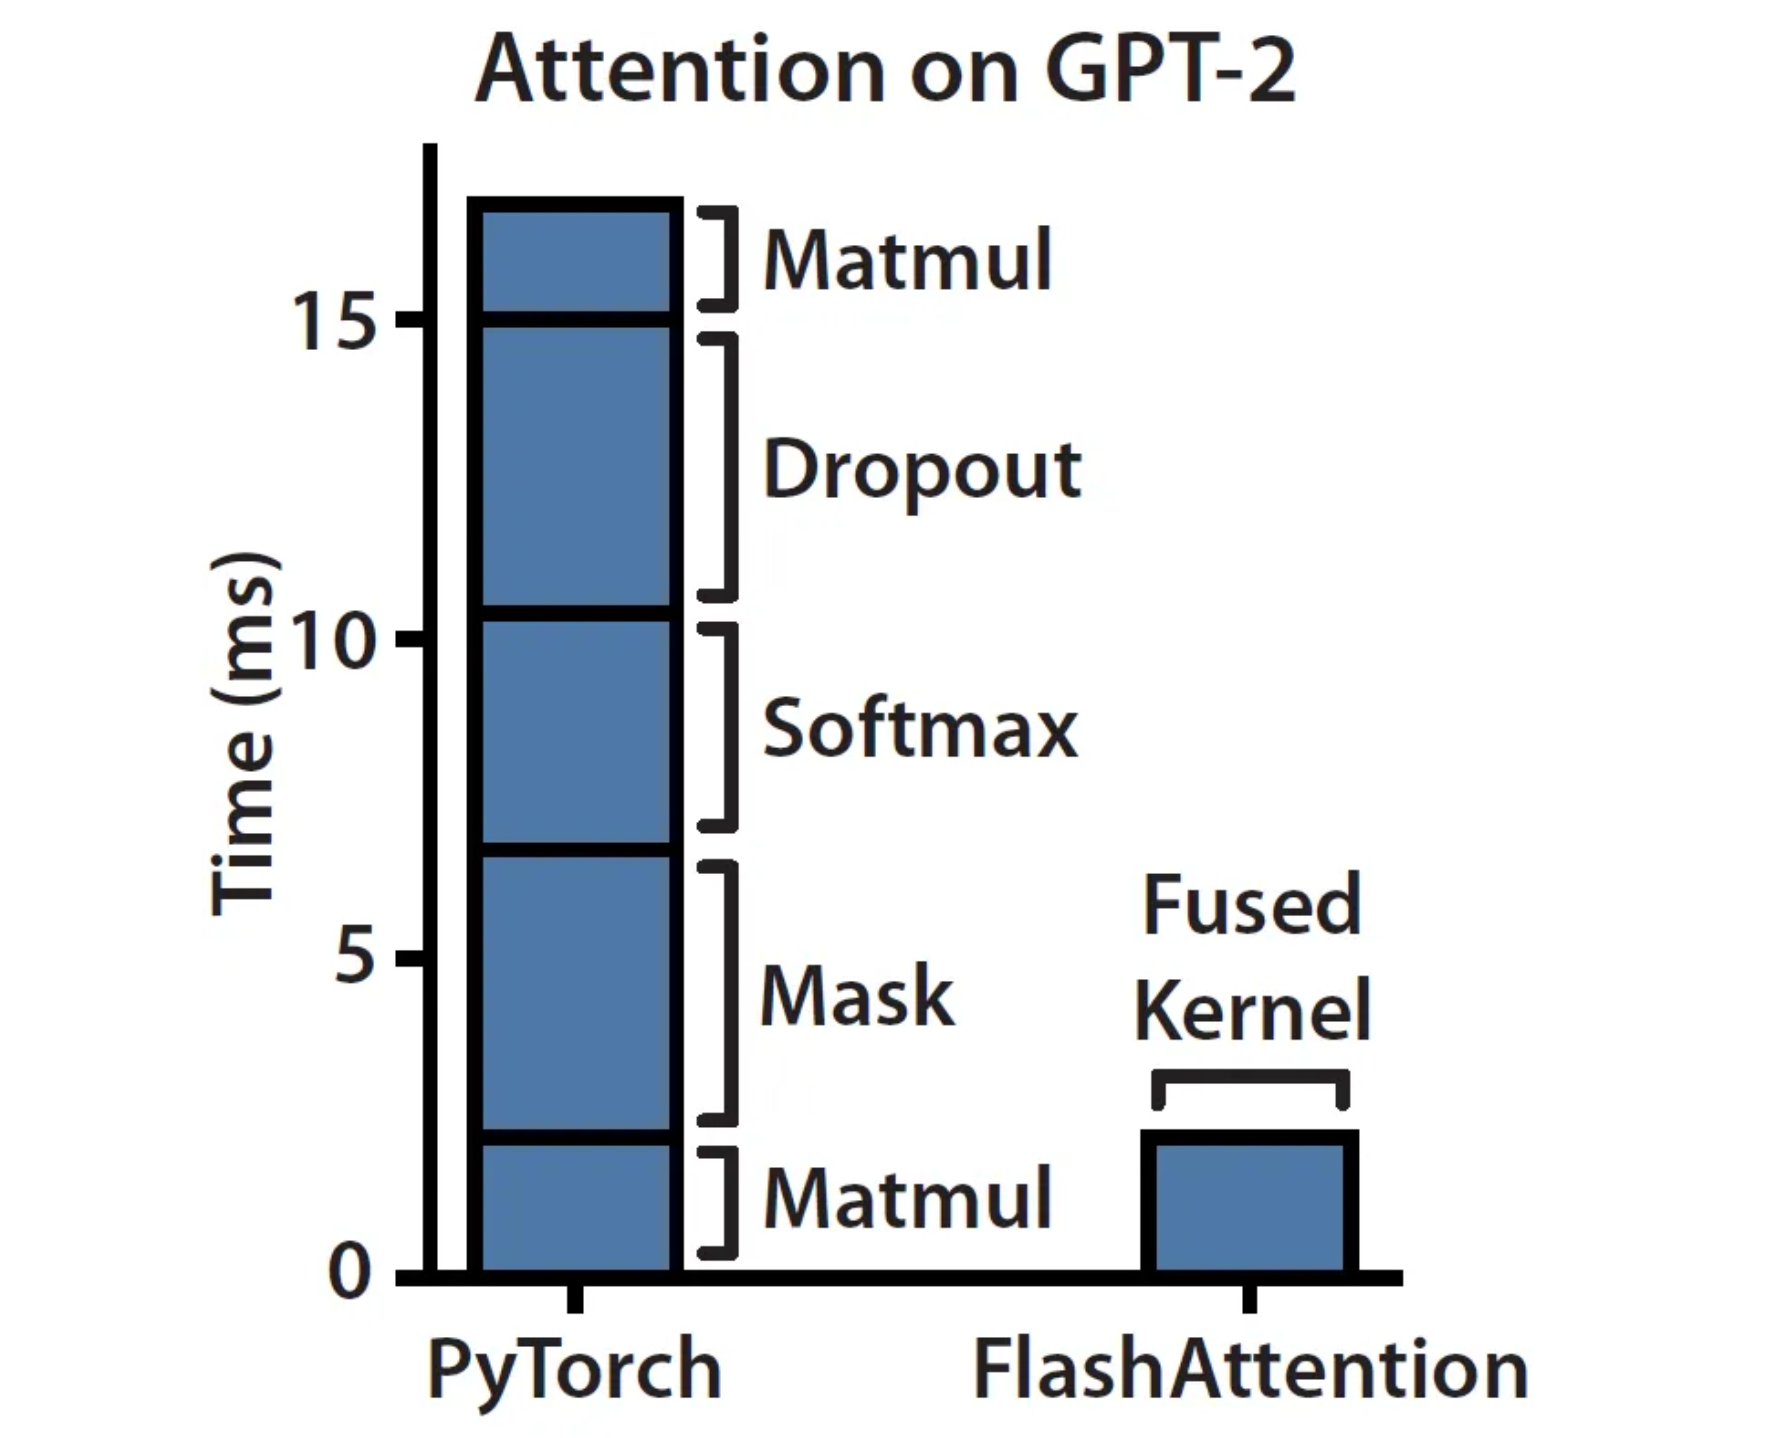 Attention on GPT-2
Time (ms)
15
10
5
0
Matmul
Dropout
Softmax
Mask
Matmul
Fused
Kernel
PyTorch
FlashAttention